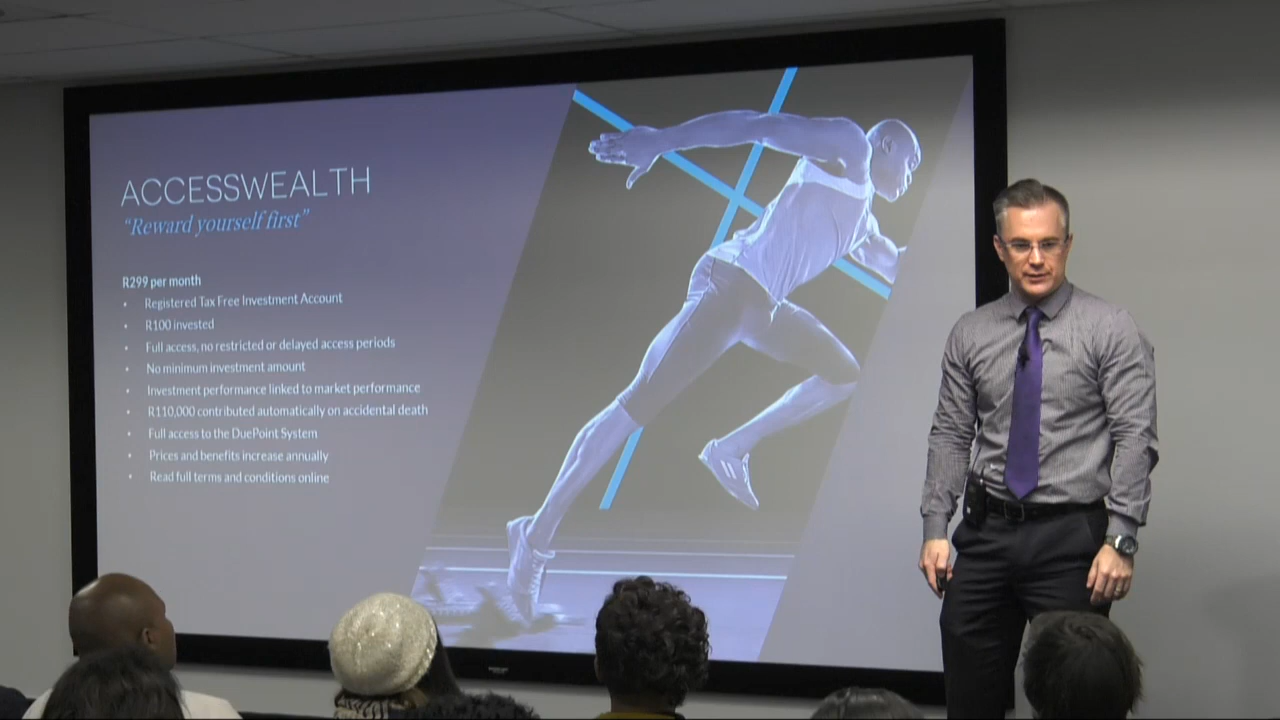 ACCESSWEALTH
“Reward yourself first”
R299 per month
• Registered Tax Free Investment Account
• R100 invested
• Full access, no restricted or delayed access periods
• No minimum investment amount
• Investment performance linked to market performance
• R110,000 contributed automatically on accidental death
• Full access to the DuePoint System
• Prices and benefits increase annually
• Read full terms and conditions online